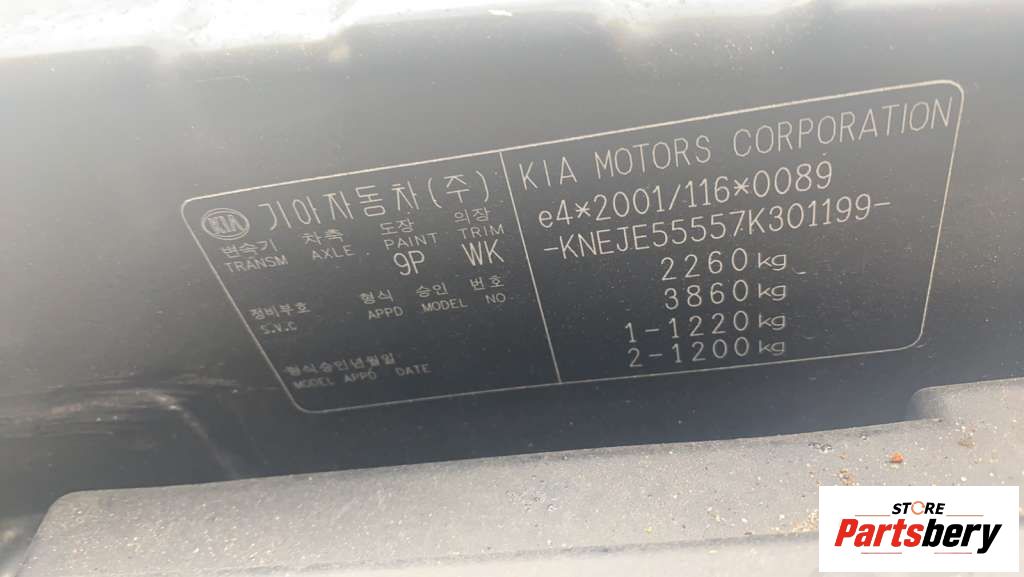 KIA 기아자동차(주)
변속기 차축 도장 의장
TRANSM AXLE PAINT TRIM
9P WK
정비부호 형식 승인 번호
S.V.C APPD MODEL NO
형식승인년월일
MODEL APPD DATE
KIA MOTORS CORPORATION
e4*2001/116*0089
-KNEJE55557K301199-
2260kg
3860kg
1-1220kg
2-1200kg
STORE
Partsbery